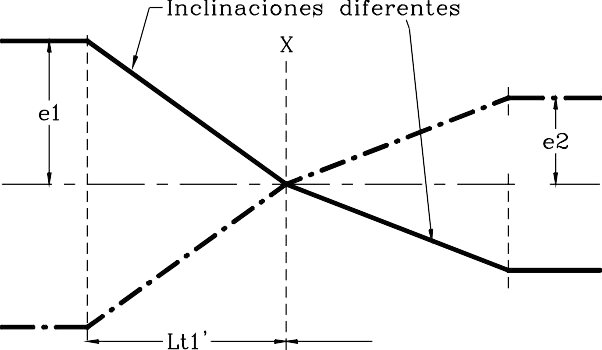 Inclinaciones diferentes
X
e1
e2
Lt1'